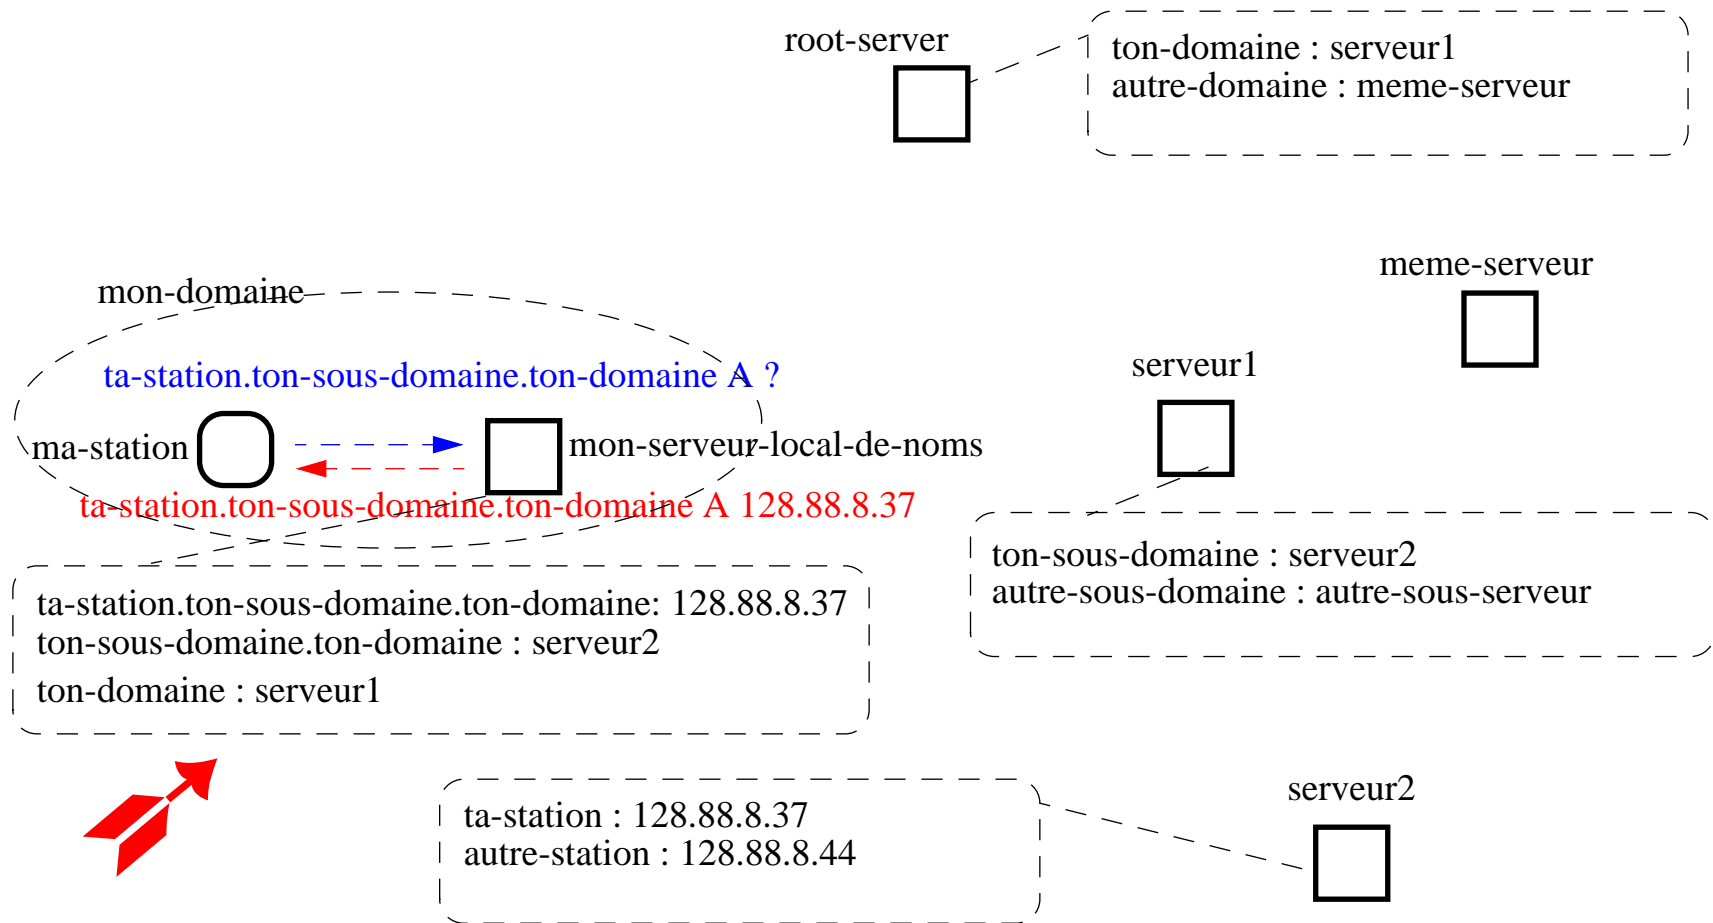 root-server
ton-domaine : serveur1
autre-domaine : meme-serveur
meme-serveur
mon-domaine
serveur1
ta-station.ton-sous-domaine.ton-domaine A ?
ma-station
mon-serveur-local-de-noms
ta-station.ton-sous-domaine.ton-domaine A 128.88.8.37
ton-sous-domaine : serveur2
autre-sous-domaine : autre-sous-serveur
ta-station.ton-sous-domaine.ton-domaine: 128.88.8.37
ton-sous-domaine.ton-domaine : serveur2
ton-domaine : serveur1
serveur2
ta-station : 128.88.8.37
autre-station : 128.88.8.44